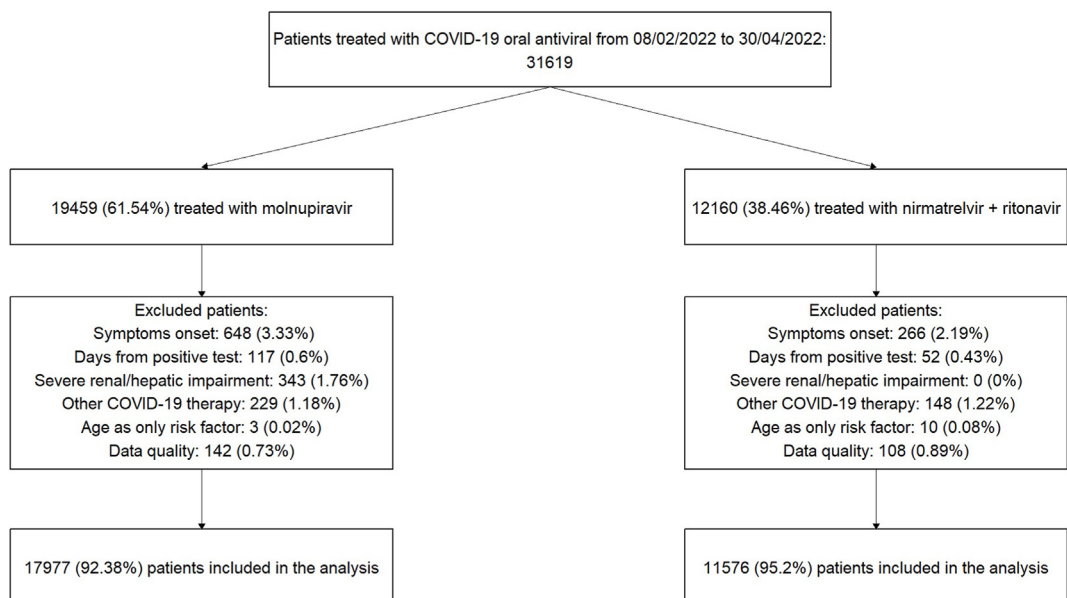 Patients treated with COVID-19 oral antiviral from 08/02/2022 to 30/04/2022:
31619
19459 (61.54%) treated with molnupiravir
12160 (38.46%) treated with nirmatrelvir + ritonavir
Excluded patients:
Symptoms onset: 648 (3.33%)
Days from positive test: 117 (0.6%)
Severe renal/hepatic impairment: 343 (1.76%)
Other COVID-19 therapy: 229 (1.18%)
Age as only risk factor: 3 (0.02%)
Data quality: 142 (0.73%)
Excluded patients:
Symptoms onset: 266 (2.19%)
Days from positive test: 52 (0.43%)
Severe renal/hepatic impairment: 0 (0%)
Other COVID-19 therapy: 148 (1.22%)
Age as only risk factor: 10 (0.08%)
Data quality: 108 (0.89%)
17977 (92.38%) patients included in the analysis
11576 (95.2%) patients included in the analysis